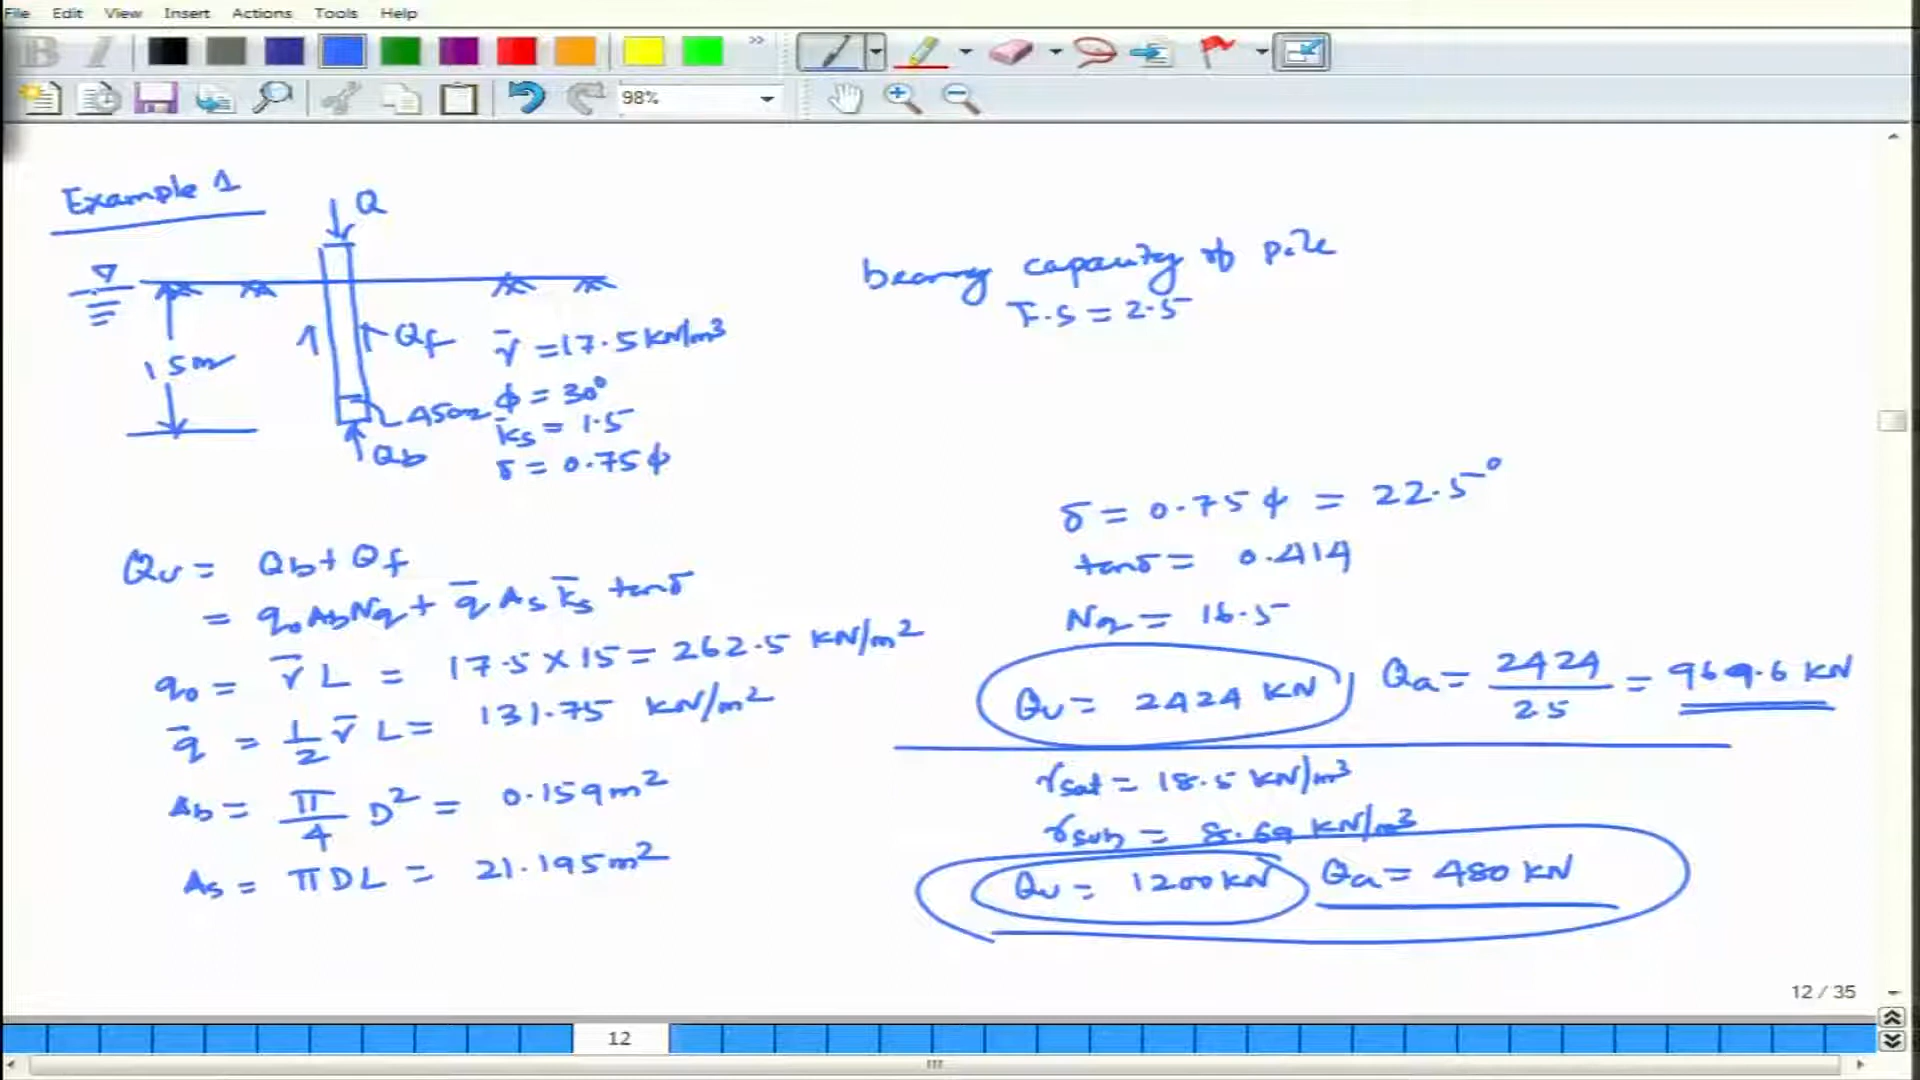 File Edit View Insert Actions Tools Help
B I
98%
Example 1
Q
15m
Qf
γ̄ = 17.5 kN/m³
φ = 30°
45cm
k̄s = 1.5
δ = 0.75φ
Qb
bearing capacity of pile
F.S = 2.5
Qu = Qb + Qf
= q₀AbNq + q̄ As k̄s tanδ
q₀ = γ̄ L = 17.5 × 15 = 262.5 kN/m²
q̄ = 1/2 γ̄ L = 131.75 kN/m²
Ab = π/4 D² = 0.159m²
As = πDL = 21.195m²
δ = 0.75φ = 22.5°
tanδ = 0.414
Nq = 16.5
Qu = 2424 kN, Qa = 2424/2.5 = 969.6 kN
γsat = 18.5 kN/m³
γsub = 8.69 kN/m³
Qu = 1200 kN Qa = 480 kN
12 / 35
12